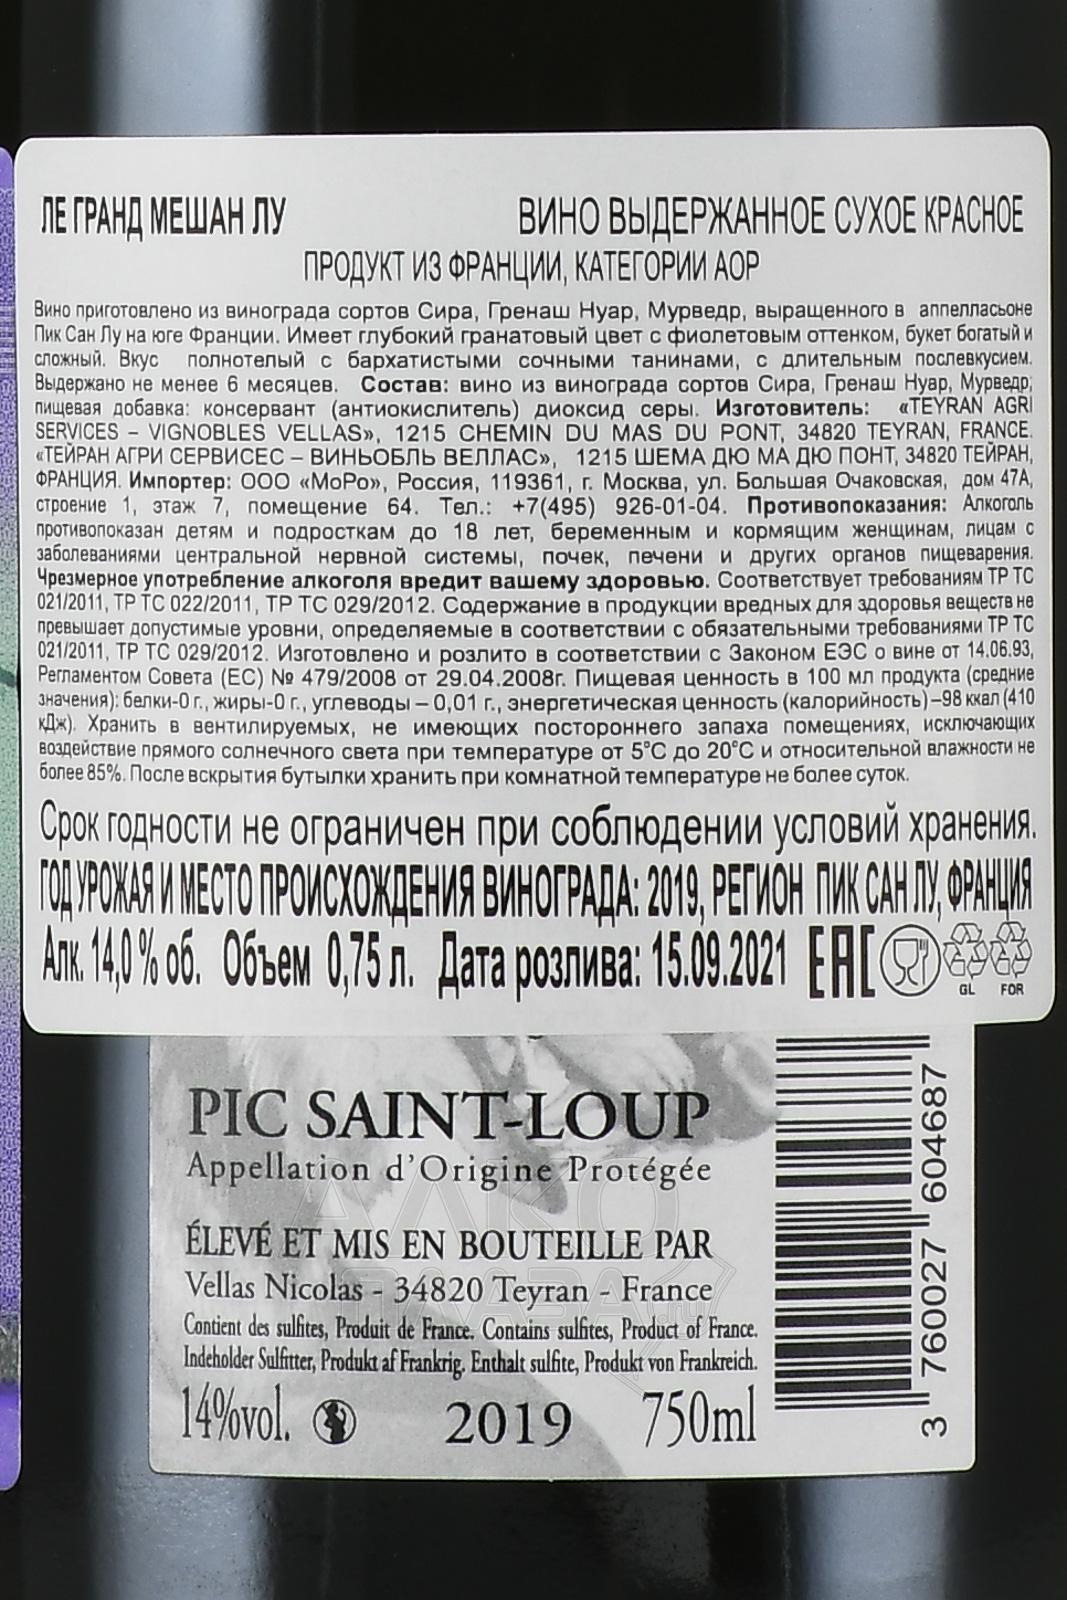 ЛЕ ГРАНД МЕШАН ЛУ ВИНО ВЫДЕРЖАННОЕ СУХОЕ КРАСНОЕ
ПРОДУКТ ИЗ ФРАНЦИИ, КАТЕГОРИИ АОР
Вино приготовлено из винограда сортов Сира, Гренаш Нуар, Мурведр, выращенного в аппелласьоне
Пик Сан Лу на юге Франции. Имеет глубокий гранатовый цвет с фиолетовым оттенком, букет богатый и
сложный. Вкус полнотелый с бархатистыми сочными танинами, с длительным послевкусием.
Выдержано не менее 6 месяцев. Состав: вино из винограда сортов Сира, Гренаш Нуар, Мурведр;
пищевая добавка: консервант (антиокислитель) диоксид серы. Изготовитель: «TEYRAN AGRI
SERVICES – VIGNOBLES VELLAS», 1215 CHEMIN DU MAS DU PONT, 34820 TEYRAN, FRANCE.
«ТЕЙРАН АГРИ СЕРВИСЕС – ВИНЬОБЛЬ ВЕЛЛАС», 1215 ШЕМА ДЮ МА ДЮ ПОНТ, 34820 ТЕЙРАН,
ФРАНЦИЯ. Импортер: ООО «МоРо», Россия, 119361, г. Москва, ул. Большая Очаковская, дом 47А,
строение 1, этаж 7, помещение 64. Тел.: +7(495) 926-01-04. Противопоказания: Алкоголь
противопоказан детям и подросткам до 18 лет, беременным и кормящим женщинам, лицам с
заболеваниями центральной нервной системы, почек, печени и других органов пищеварения.
Чрезмерное употребление алкоголя вредит вашему здоровью. Соответствует требованиям ТР ТС
021/2011, ТР ТС 022/2011, ТР ТС 029/2012. Содержание в продукции вредных для здоровья веществ не
превышает допустимые уровни, определяемые в соответствии с обязательными требованиями ТР ТС
021/2011, ТР ТС 029/2012. Изготовлено и розлито в соответствии с Законом ЕЭС о вине от 14.06.93,
Регламентом Совета (ЕС) № 479/2008 от 29.04.2008г. Пищевая ценность в 100 мл продукта (средние
значения): белки-0 г., жиры-0 г., углеводы – 0,01 г., энергетическая ценность (калорийность) –98 ккал (410
кДж). Хранить в вентилируемых, не имеющих постороннего запаха помещениях, исключающих
воздействие прямого солнечного света при температуре от 5°С до 20°С и относительной влажности не
более 85%. После вскрытия бутылки хранить при комнатной температуре не более суток.
Срок годности не ограничен при соблюдении условий хранения.
ГОД УРОЖАЯ И МЕСТО ПРОИСХОЖДЕНИЯ ВИНОГРАДА: 2019, РЕГИОН ПИК САН ЛУ, ФРАНЦИЯ
Алк. 14,0 % об. Объем 0,75 л. Дата розлива: 15.09.2021 EAC
GL FOR
PIC SAINT-LOUP
Appellation d'Origine Protégée
ÉLEVÉ ET MIS EN BOUTEILLE PAR
Vellas Nicolas - 34820 Teyran - France
Contient des sulfites, Produit de France. Contains sulfites, Product of France.
Indeholder Sulfitter, Produkt af Frankrig. Enthalt sulfite, Produkt von Frankreich.
14%vol. 2019 750ml
3 760027 604687
АЛКО
ПЛАЗА.ru